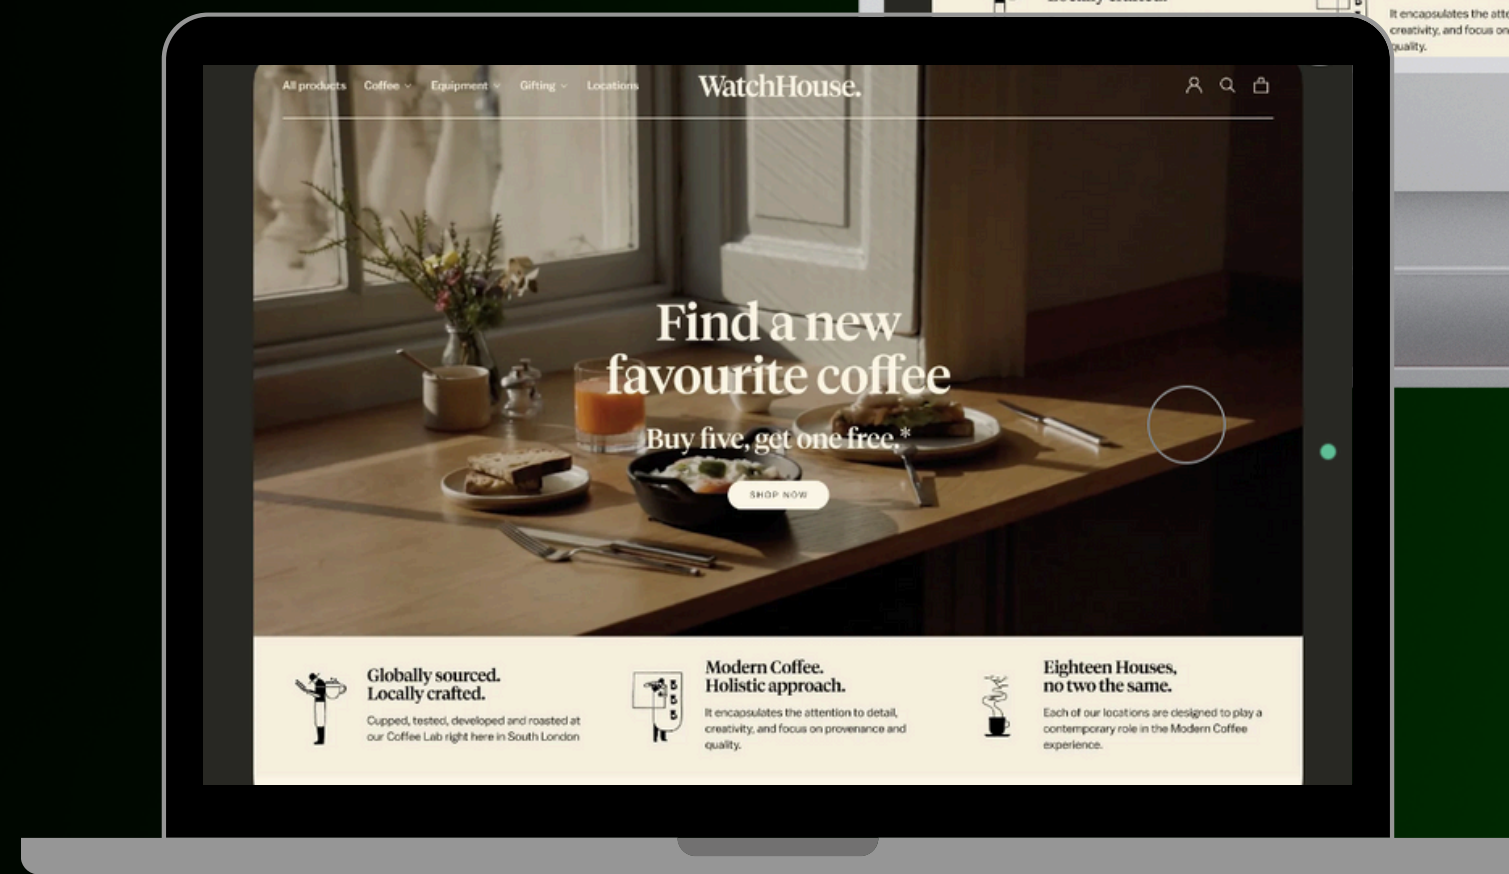 Locally crafted.
It encapsulates the atte
creativity, and focus on
quality.
All products Coffee Equipment Gifting Locations WatchHouse.
Find a new
favourite coffee
Buy five, get one free.*
SHOP NOW
Globally sourced.
Locally crafted.
Cupped, tested, developed and roasted at
our Coffee Lab right here in South London
Modern Coffee.
Holistic approach.
It encapsulates the attention to detail,
creativity, and focus on provenance and
quality.
Eighteen Houses,
no two the same.
Each of our locations are designed to play a
contemporary role in the Modern Coffee
experience.